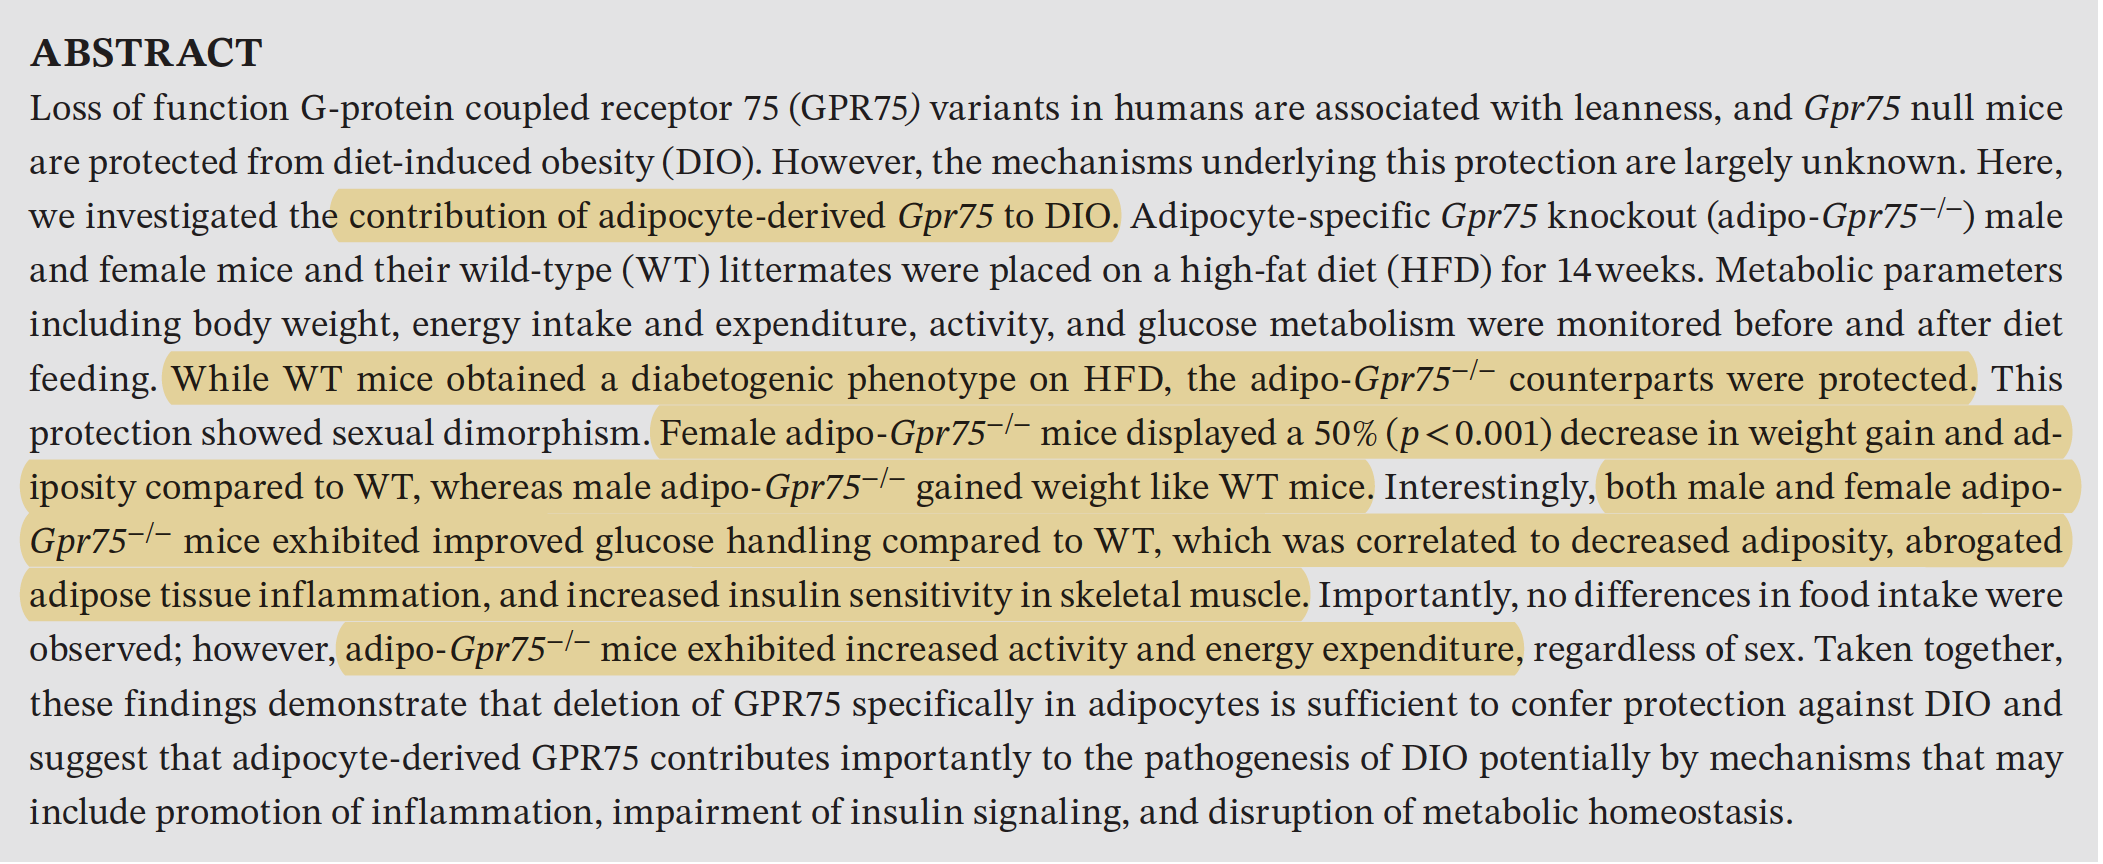 ABSTRACT
Loss of function G-protein coupled receptor 75 (GPR75) variants in humans are associated with leanness, and Gpr75 null mice
are protected from diet-induced obesity (DIO). However, the mechanisms underlying this protection are largely unknown. Here,
we investigated the contribution of adipocyte-derived Gpr75 to DIO. Adipocyte-specific Gpr75 knockout (adipo-Gpr75−/−) male
and female mice and their wild-type (WT) littermates were placed on a high-fat diet (HFD) for 14 weeks. Metabolic parameters
including body weight, energy intake and expenditure, activity, and glucose metabolism were monitored before and after diet
feeding. While WT mice obtained a diabetogenic phenotype on HFD, the adipo-Gpr75−/− counterparts were protected. This
protection showed sexual dimorphism. Female adipo-Gpr75−/− mice displayed a 50% (p < 0.001) decrease in weight gain and ad-
iposity compared to WT, whereas male adipo-Gpr75−/− gained weight like WT mice. Interestingly, both male and female adipo-
Gpr75−/− mice exhibited improved glucose handling compared to WT, which was correlated to decreased adiposity, abrogated
adipose tissue inflammation, and increased insulin sensitivity in skeletal muscle. Importantly, no differences in food intake were
observed; however, adipo-Gpr75−/− mice exhibited increased activity and energy expenditure, regardless of sex. Taken together,
these findings demonstrate that deletion of GPR75 specifically in adipocytes is sufficient to confer protection against DIO and
suggest that adipocyte-derived GPR75 contributes importantly to the pathogenesis of DIO potentially by mechanisms that may
include promotion of inflammation, impairment of insulin signaling, and disruption of metabolic homeostasis.